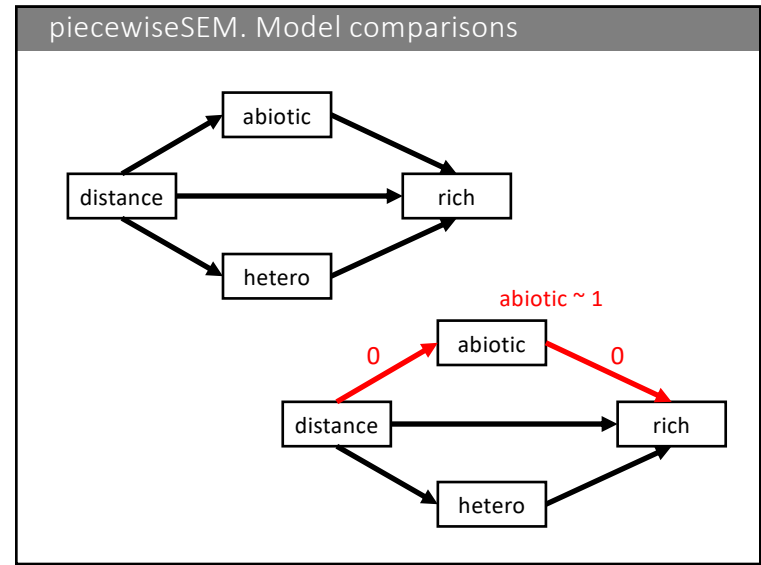 piecewiseSEM. Model comparisons
abiotic
distance
rich
hetero
abiotic ~ 1
0
abiotic
0
distance
rich
hetero